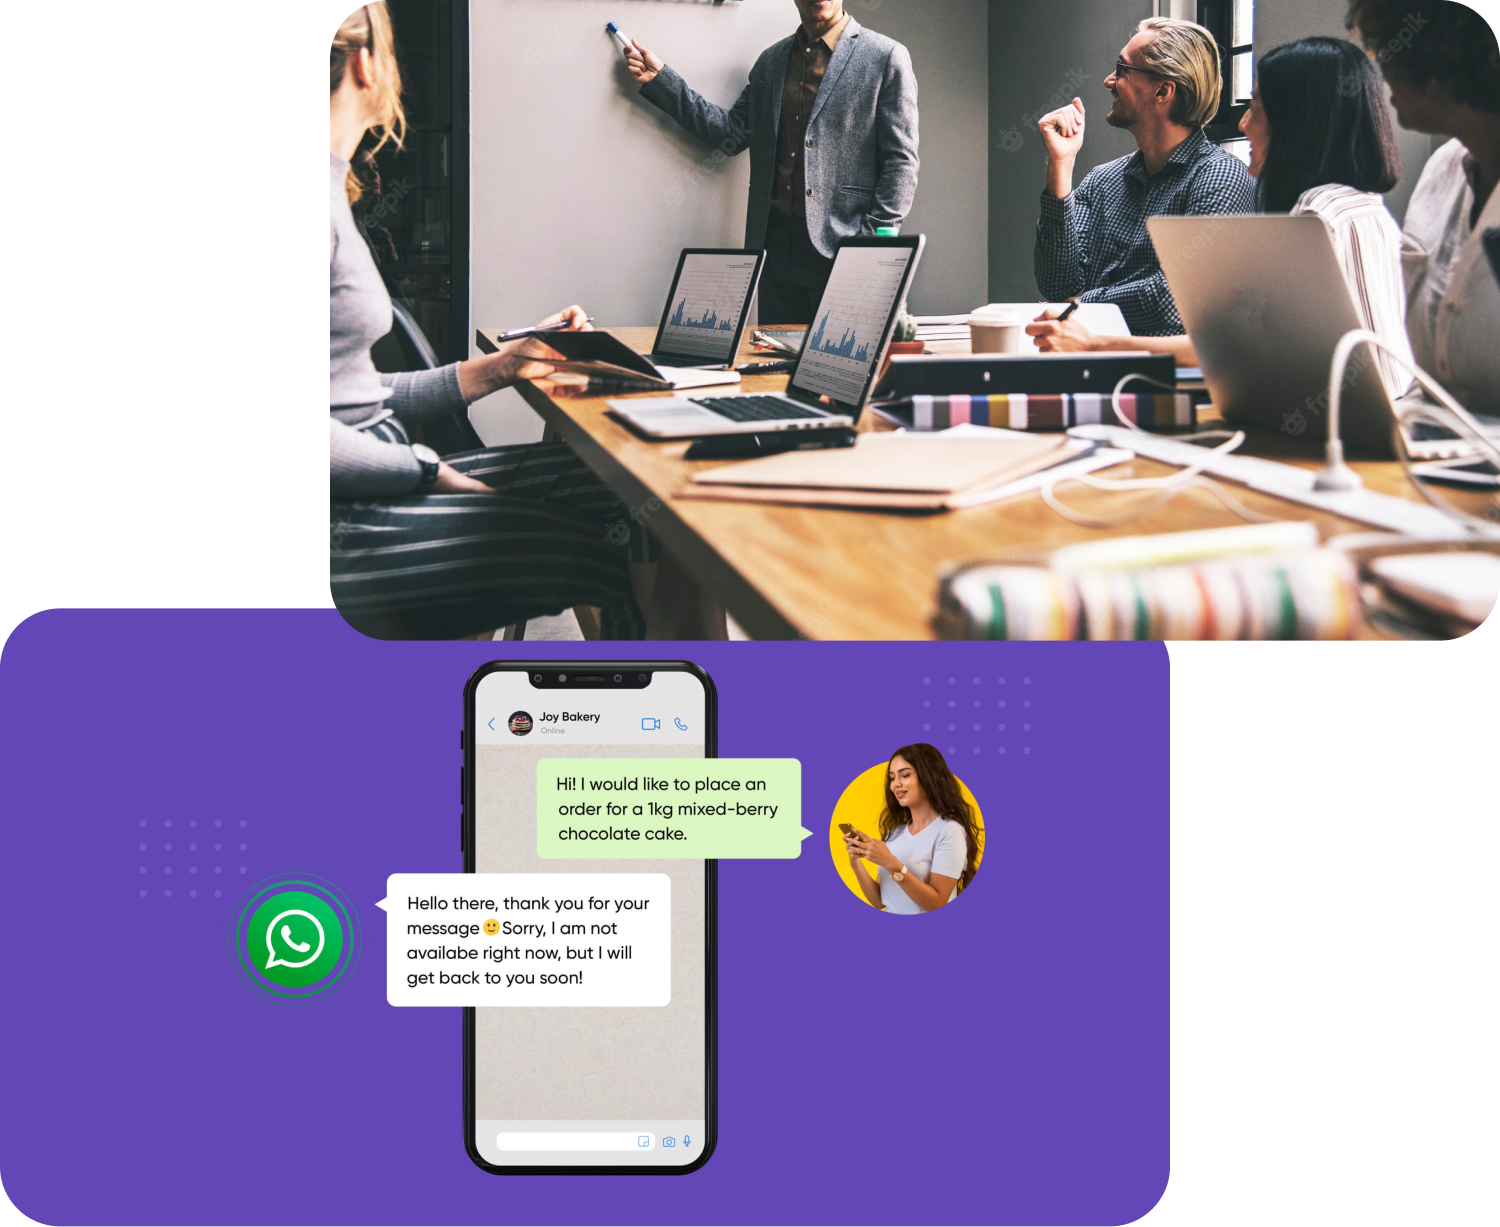 freepik
Joy Bakery
Online
Hi! I would like to place an
order for a 1kg mixed-berry
chocolate cake.
Hello there, thank you for your
message 🙂 Sorry, I am not
availabe right now, but I will
get back to you soon!